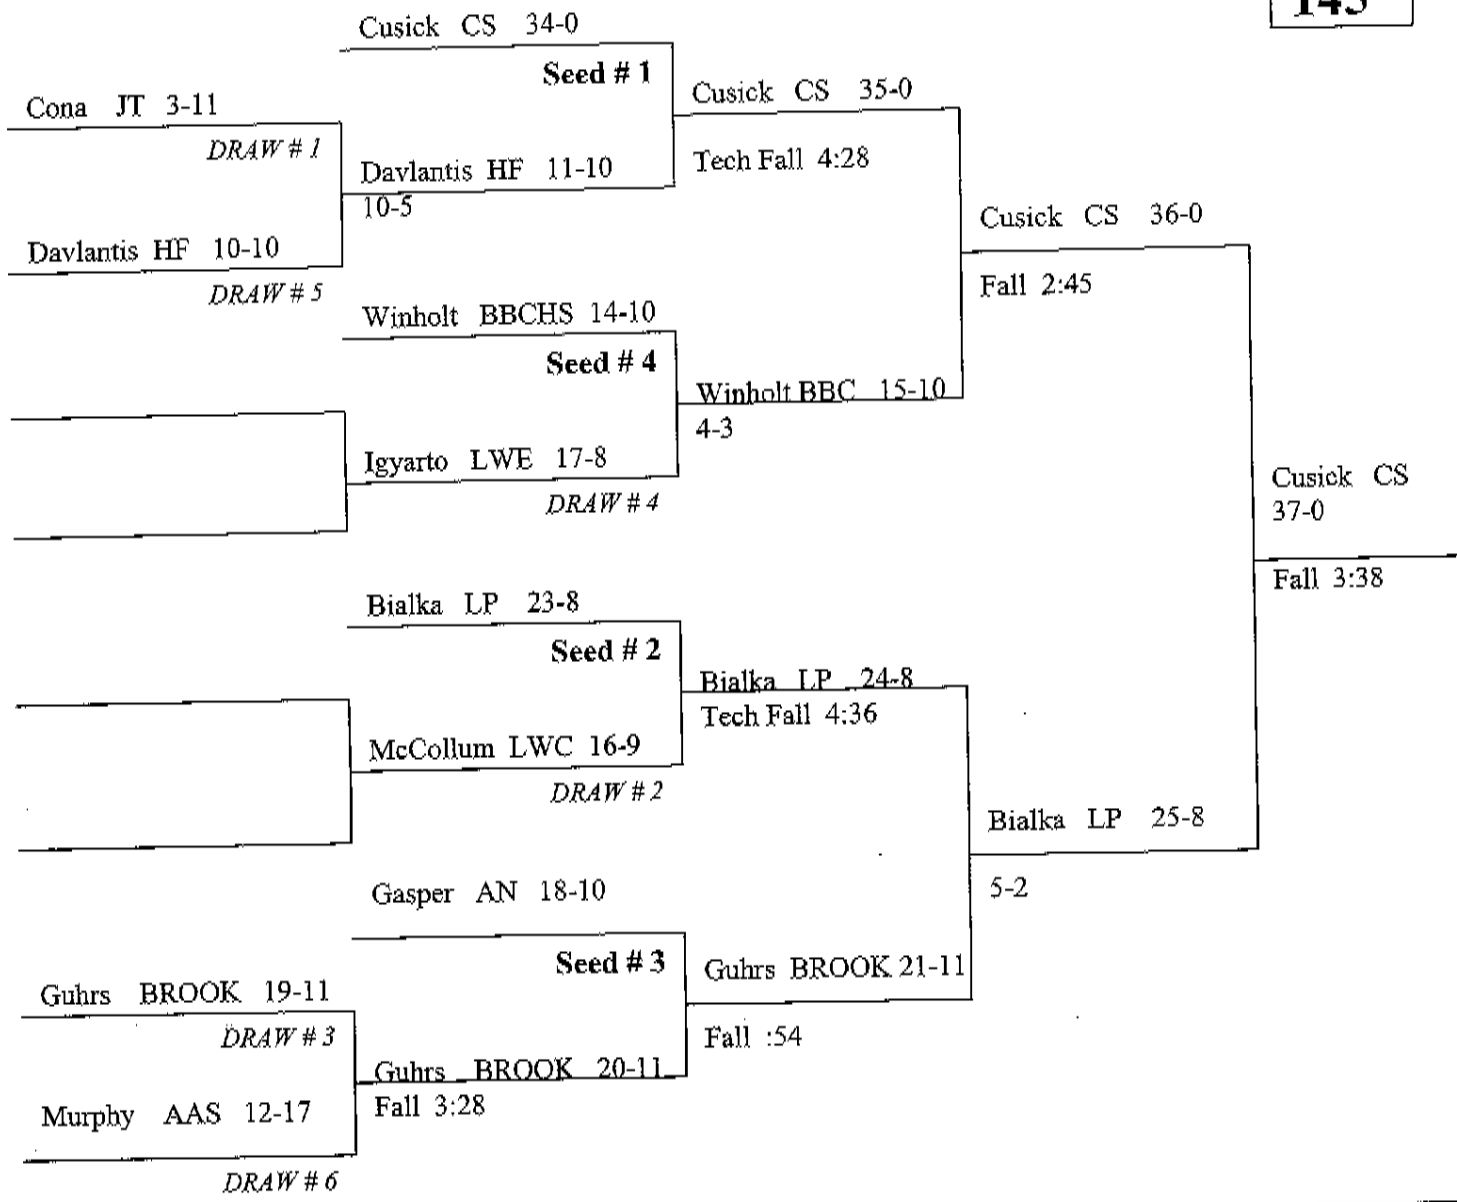 145
Cusick CS 34-0
Seed # 1
Cona JT 3-11
DRAW # 1
Cusick CS 35-0
Tech Fall 4:28
Davlantis HF 11-10
10-5
Davlantis HF 10-10
DRAW # 5
Cusick CS 36-0
Fall 2:45
Winholt BBCHS 14-10
Seed # 4
Winholt BBC 15-10
4-3
Igyarto LWE 17-8
DRAW # 4
Cusick CS
37-0
Fall 3:38
Bialka LP 23-8
Seed # 2
Bialka LP 24-8
Tech Fall 4:36
McCollum LWC 16-9
DRAW # 2
Bialka LP 25-8
5-2
Gasper AN 18-10
Seed # 3
Guhrs BROOK 21-11
Fall :54
Guhrs BROOK 19-11
DRAW # 3
Guhrs BROOK 20-11
Fall 3:28
Murphy AAS 12-17
DRAW # 6